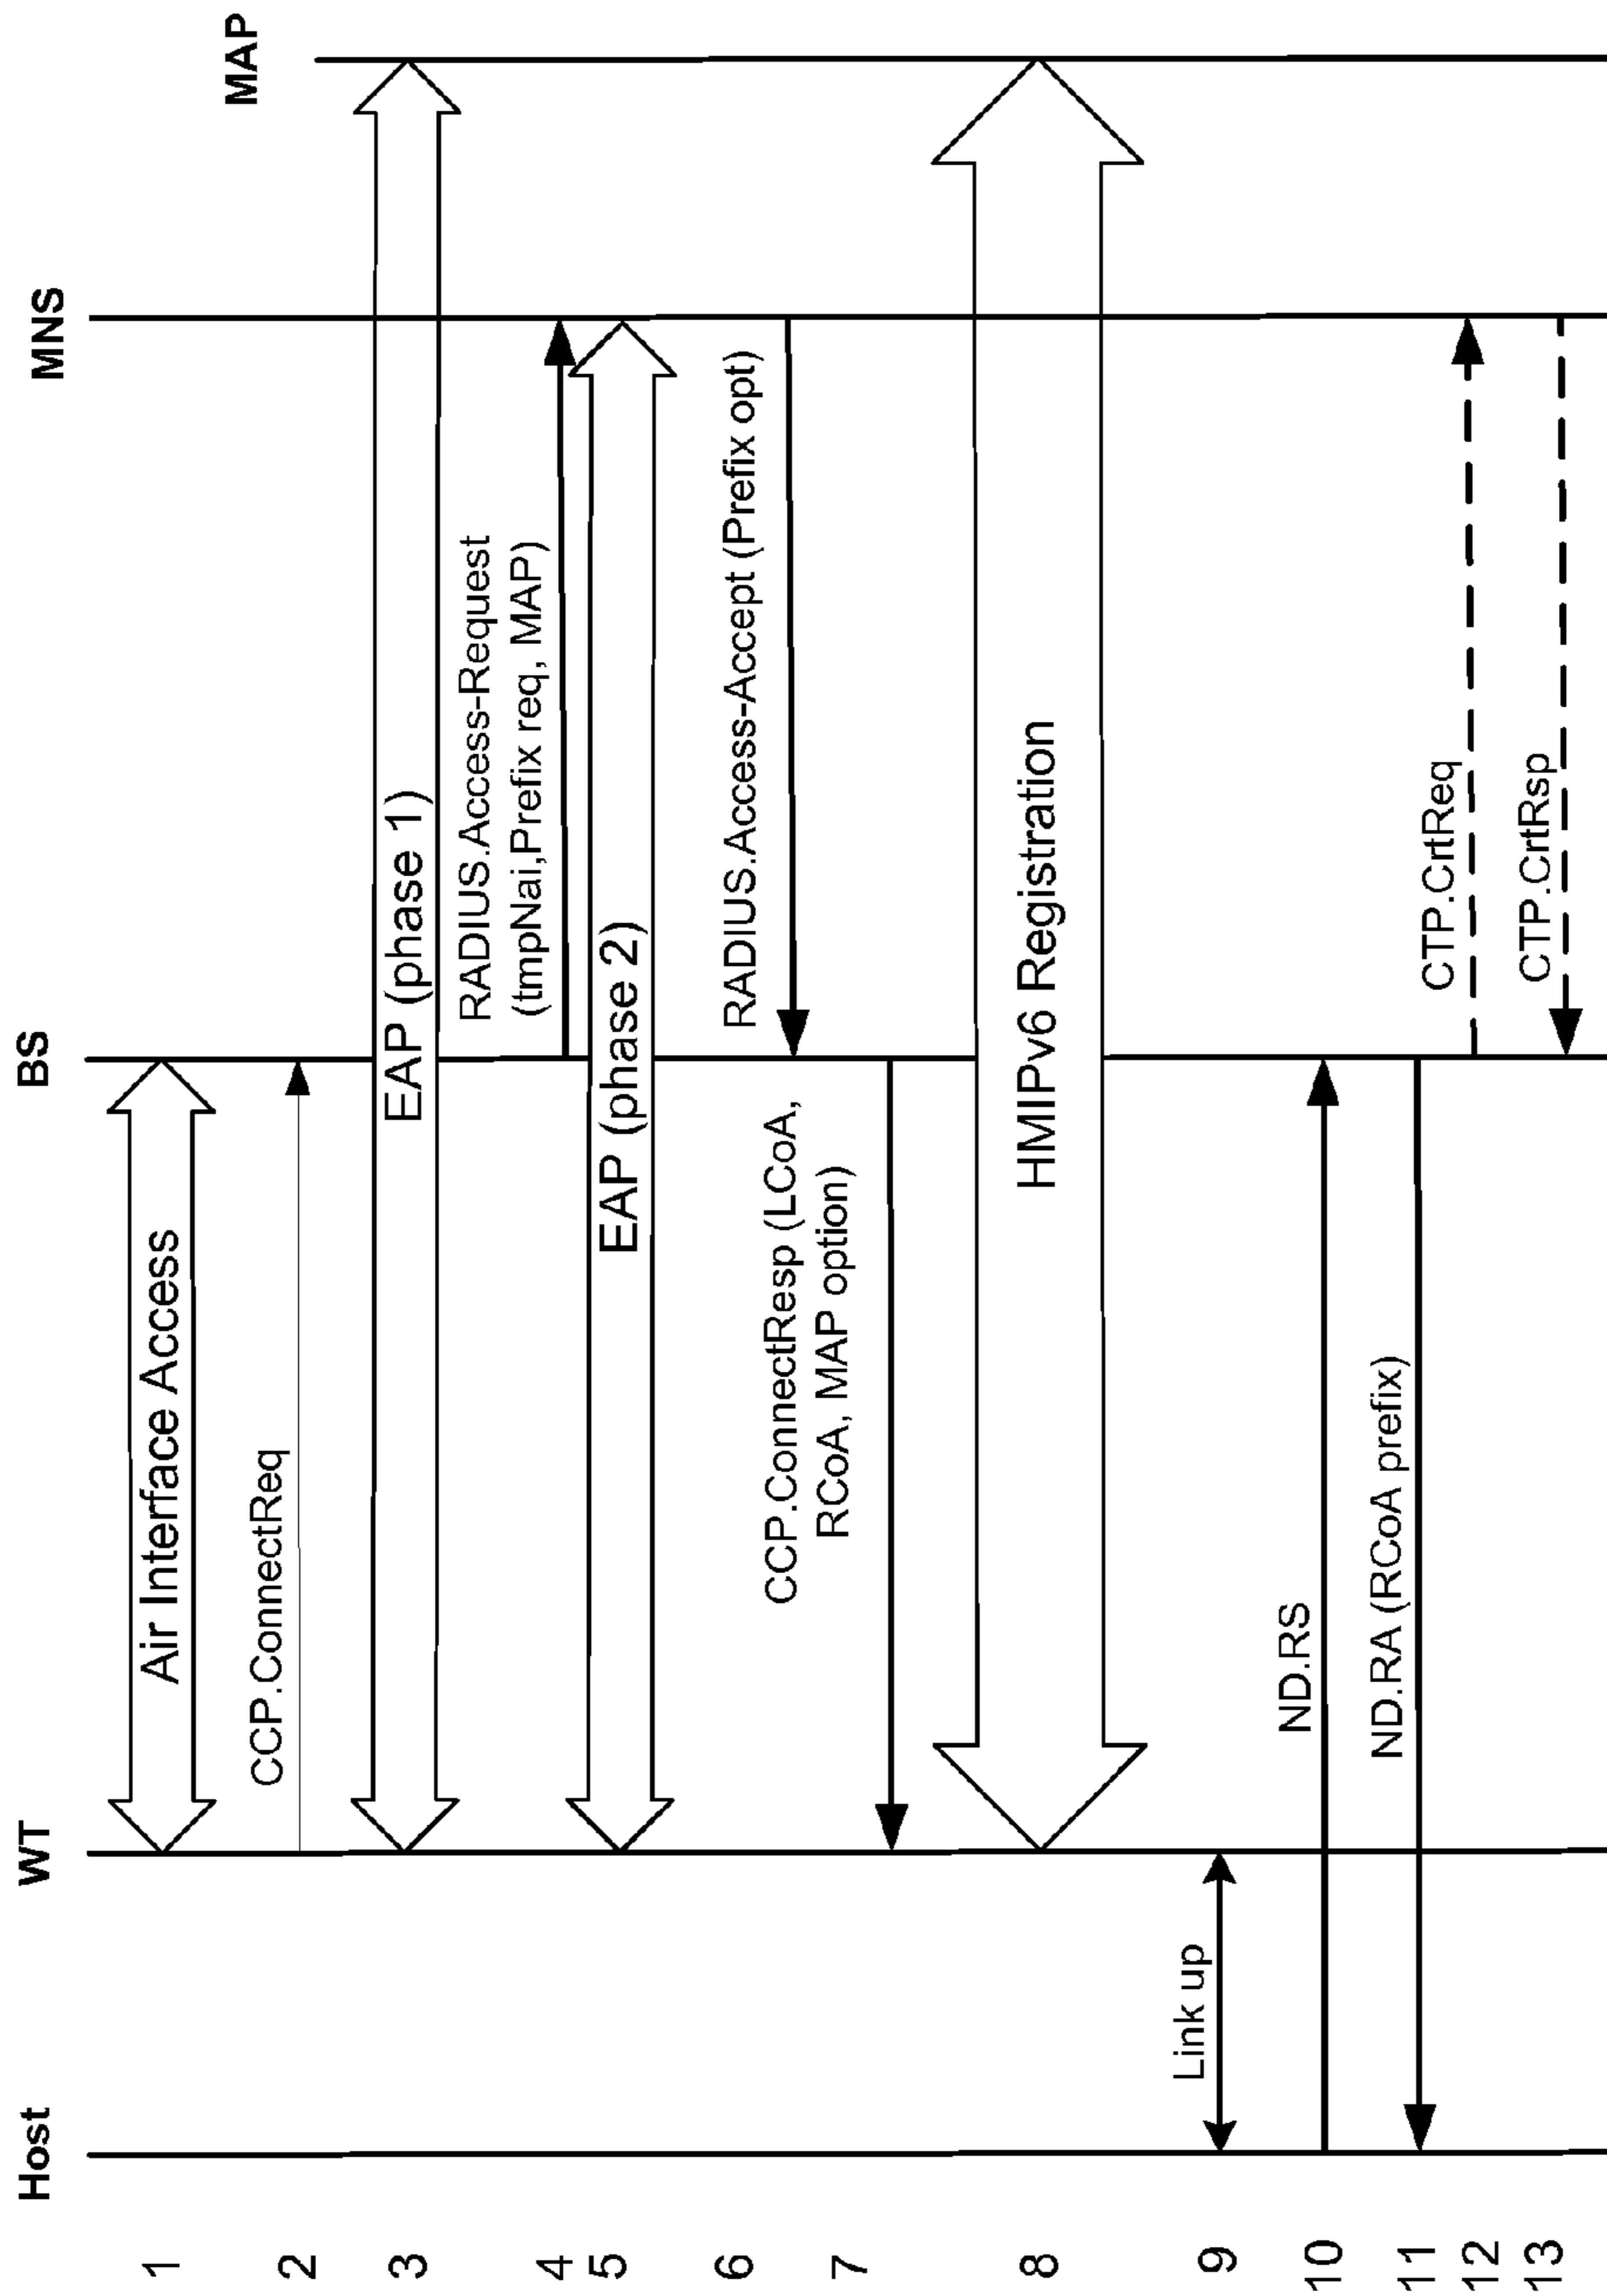 Host
WT
BS
MNS
MAP
1
Air Interface Access
2
CCP.ConnectReq
3
EAP (phase 1)
4
RADIUS.Access-Request
(tmpNai,Prefix req, MAP)
5
EAP (phase 2)
6
RADIUS.Access-Accept (Prefix opt)
7
CCP.ConnectResp (LCoA,
RCoA, MAP option)
8
HMIPv6 Registration
9
Link up
10
ND.RS
11
ND.RA (RCoA prefix)
12
CTP.CrtReq
13
CTP.CrtRsp